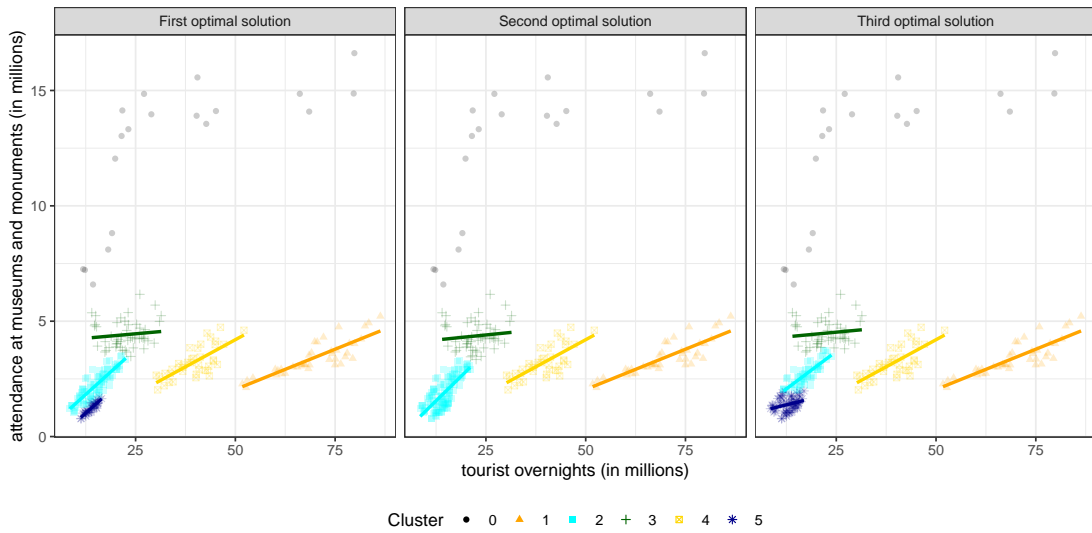 First optimal solution
Second optimal solution
Third optimal solution
attendance at museums and monuments (in millions)
15
10
5
0
25
50
75
25
50
75
25
50
75
tourist overnights (in millions)
Cluster 0 1 2 3 4 5